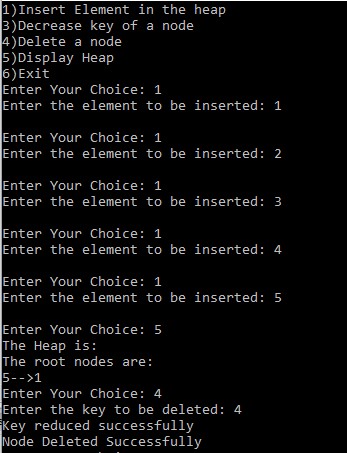 1)Insert Element in the heap
3)Decrease key of a node
4)Delete a node
5)Display Heap
6)Exit
Enter Your Choice: 1
Enter the element to be inserted: 1
Enter Your Choice: 1
Enter the element to be inserted: 2
Enter Your Choice: 1
Enter the element to be inserted: 3
Enter Your Choice: 1
Enter the element to be inserted: 4
Enter Your Choice: 1
Enter the element to be inserted: 5
Enter Your Choice: 5
The Heap is:
The root nodes are:
5-->1
Enter Your Choice: 4
Enter the key to be deleted: 4
Key reduced successfully
Node Deleted Successfully